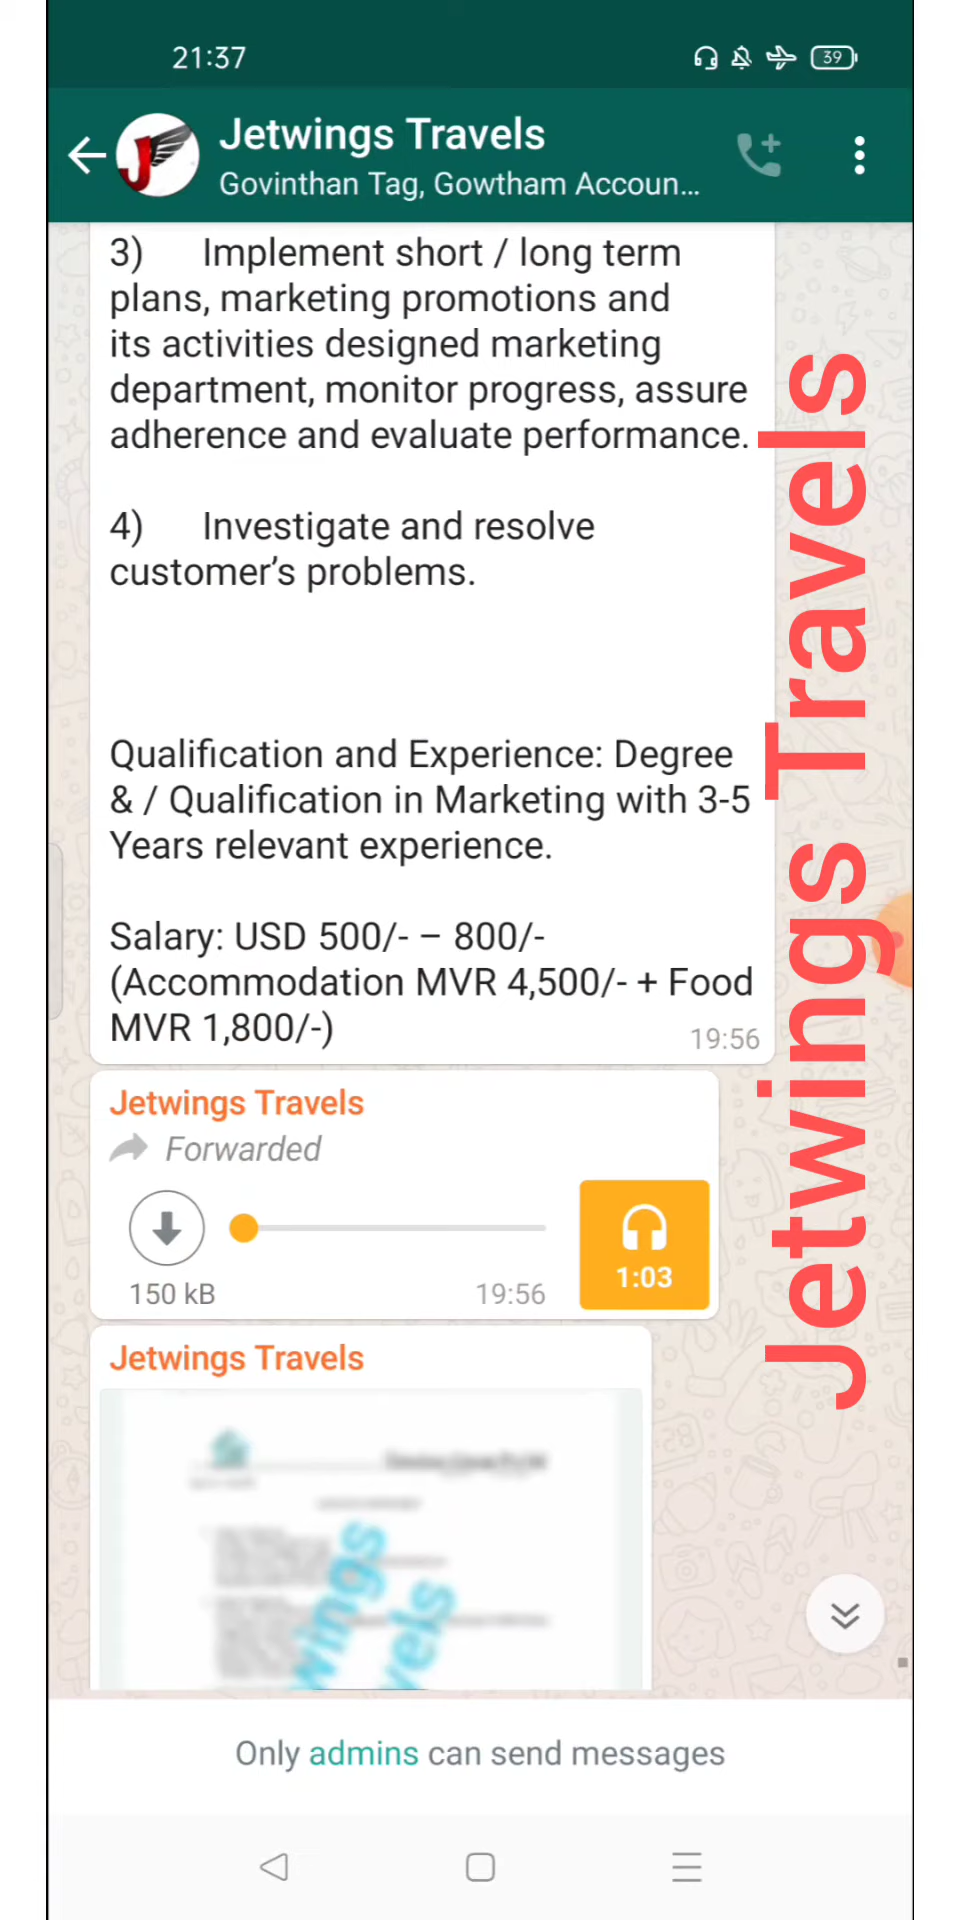 21:37
39
Jetwings Travels
Govinthan Tag, Gowtham Accoun...
3) Implement short / long term
plans, marketing promotions and
its activities designed marketing
department, monitor progress, assure
adherence and evaluate performance.
4) Investigate and resolve
customer’s problems.
Qualification and Experience: Degree
& / Qualification in Marketing with 3-5
Years relevant experience.
Salary: USD 500/- – 800/-
(Accommodation MVR 4,500/- + Food
MVR 1,800/-)
19:56
Jetwings Travels
Jetwings Travels
Forwarded
1:03
150 kB
19:56
Jetwings Travels
wings
vels
Only admins can send messages